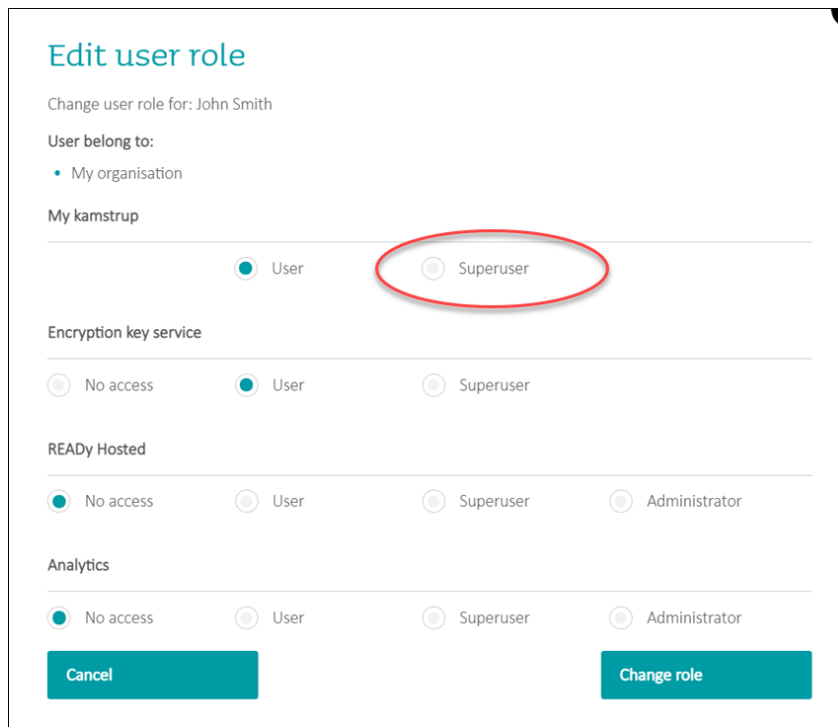 Edit user role
Change user role for: John Smith
User belong to:
• My organisation
My kamstrup
User Superuser
Encryption key service
No access User Superuser
READy Hosted
No access User Superuser Administrator
Analytics
No access User Superuser Administrator
Cancel Change role